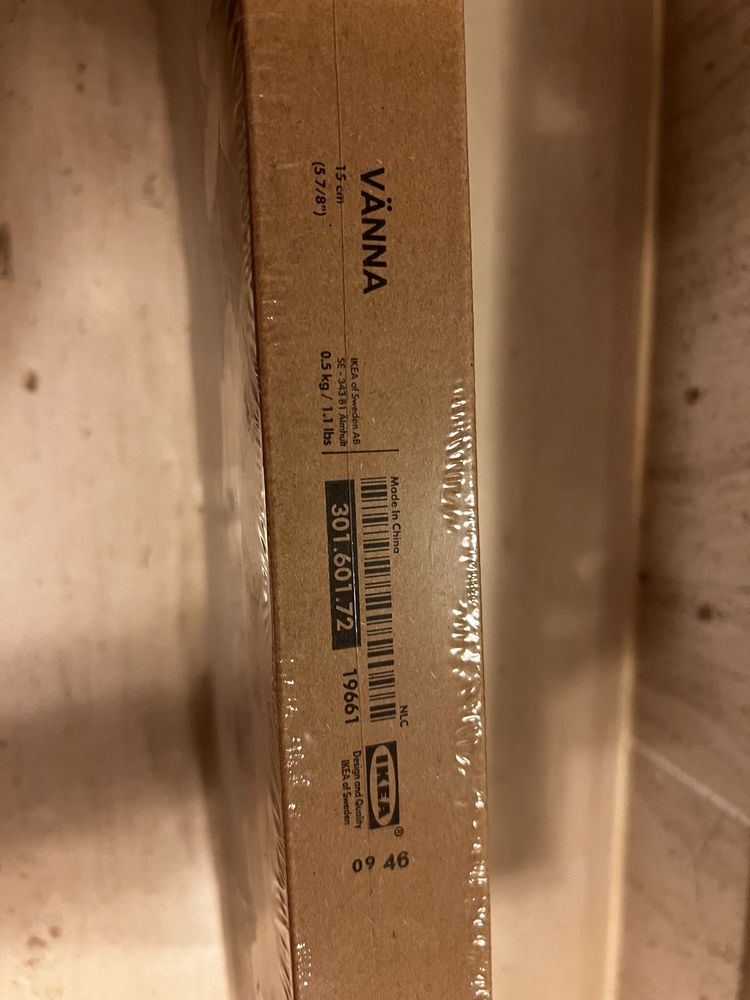 VÄNNA
15 cm
(5 7/8")
IKEA of Sweden AB
SE - 343 81 Älmhult
0.5 kg / 1.1 lbs
Made in China
NLC
301.601.72
19661
IKEA®
Design and Quality
IKEA of Sweden
09 46